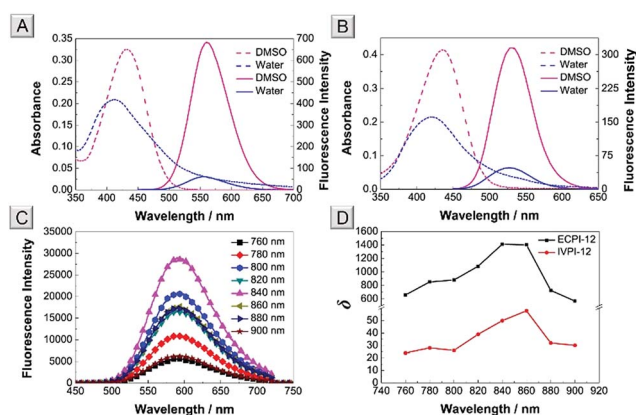 A
0.35
0.30
0.25
0.20
0.15
0.10
0.05
0.00
Absorbance
350 400 450 500 550 600 650 700
Wavelength / nm
700
600
500
400
300
200
100
0
Fluorescence Intensity
DMSO
Water
DMSO
Water
B
0.4
0.3
0.2
0.1
0.0
Absorbance
350 400 450 500 550 600 650
Wavelength / nm
300
225
150
75
0
Fluorescence Intensity
DMSO
Water
DMSO
Water
C
35000
30000
25000
20000
15000
10000
5000
0
Fluorescence Intensity
450 500 550 600 650 700 750
Wavelength / nm
760 nm
780 nm
800 nm
820 nm
840 nm
860 nm
880 nm
900 nm
D
1600
1400
1200
1000
800
600
50
40
30
20
10
0
δ
740 760 780 800 820 840 860 880 900 920
Wavelength / nm
ECPI-12
IVPI-12